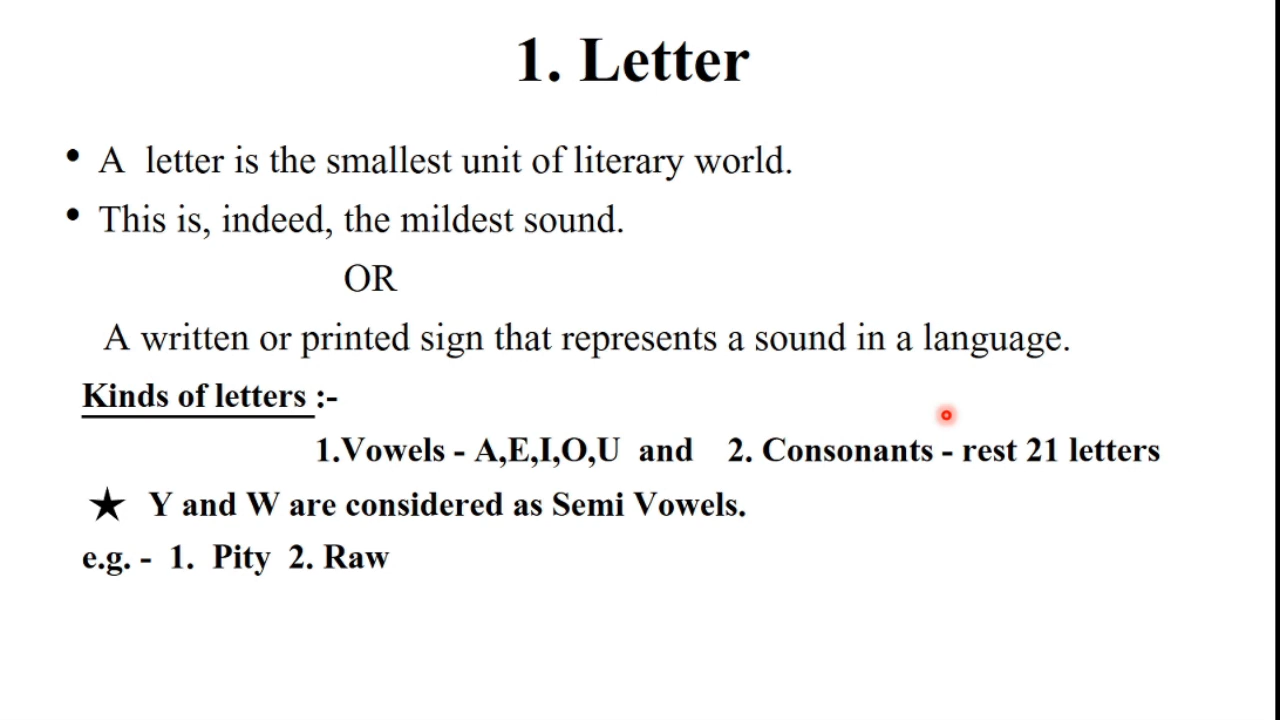 1. Letter
• A letter is the smallest unit of literary world.
• This is, indeed, the mildest sound.
OR
A written or printed sign that represents a sound in a language.
Kinds of letters :-
1.Vowels - A,E,I,O,U and 2. Consonants - rest 21 letters
★ Y and W are considered as Semi Vowels.
e.g. - 1. Pity 2. Raw